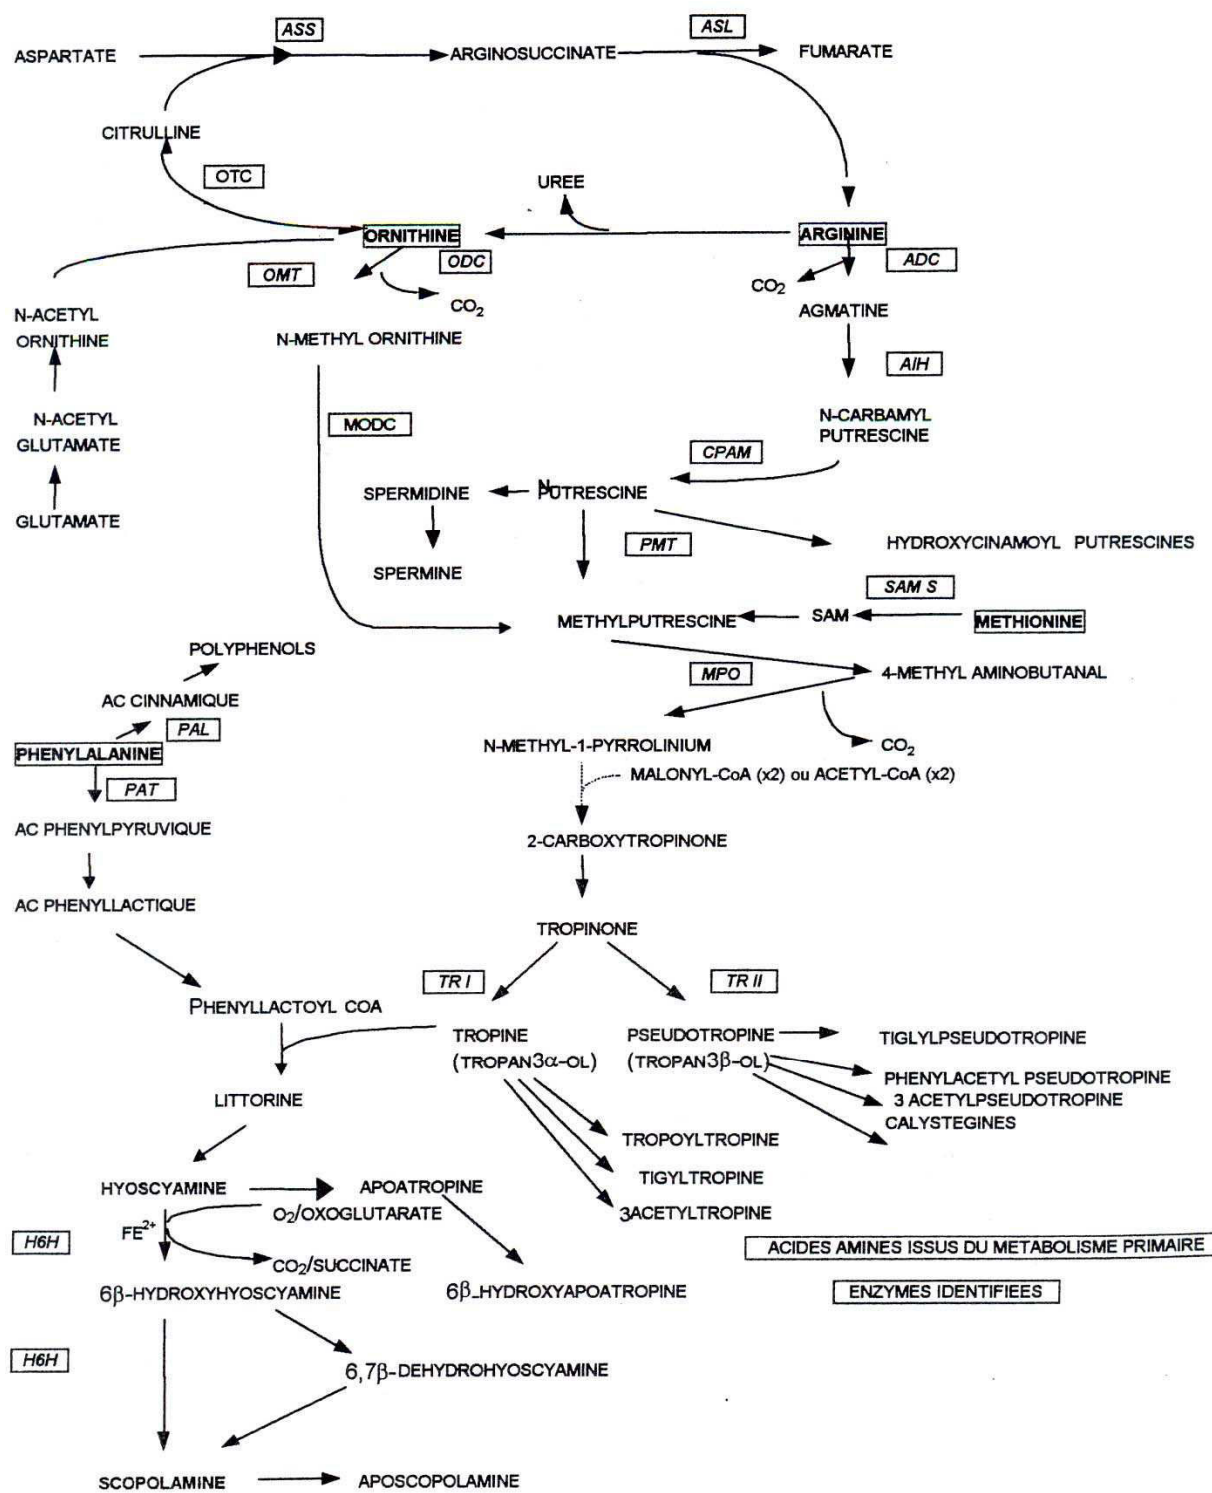 ASS
ASL
ASPARTATE
ARGINOSUCCINATE
FUMARATE
CITRULLINE
OTC
UREE
ORNITHINE
ARGININE
OMT
ODC
ADC
CO2
CO2
N-ACETYL
ORNITHINE
N-METHYL ORNITHINE
AGMATINE
AIH
N-ACETYL
GLUTAMATE
MODC
N-CARBAMYL
PUTRESCINE
CPAM
GLUTAMATE
SPERMIDINE
N
PUTRESCINE
PMT
HYDROXYCINAMOYL PUTRESCINES
SPERMINE
SAM S
METHYLPUTRESCINE
SAM
METHIONINE
POLYPHENOLS
MPO
4-METHYL AMINOBUTANAL
AC CINNAMIQUE
PAL
PHENYLALANINE
N-METHYL-1-PYRROLINIUM
CO2
PAT
MALONYL-CoA (x2) ou ACETYL-CoA (x2)
AC PHENYLPYRUVIQUE
2-CARBOXYTROPINONE
AC PHENYLLACTIQUE
TROPINONE
TR I
TR II
PHENYLLACTOYL COA
TROPINE
(TROPAN3α-OL)
PSEUDOTROPINE
(TROPAN3β-OL)
TIGLYLPSEUDOTROPINE
PHENYLACETYL PSEUDOTROPINE
3 ACETYLPSEUDOTROPINE
CALYSTEGINES
LITTORINE
TROPOYLTROPINE
TIGYLTROPINE
3ACETYLTROPINE
HYOSCYAMINE
APOATROPINE
O2/OXOGLUTARATE
FE2+
H6H
CO2/SUCCINATE
6β-HYDROXYHYOSCYAMINE
6β-HYDROXYAPOATROPINE
ACIDES AMINES ISSUS DU METABOLISME PRIMAIRE
ENZYMES IDENTIFIEES
H6H
6,7β-DEHYDROHYOSCYAMINE
SCOPOLAMINE
APOSCOPOLAMINE